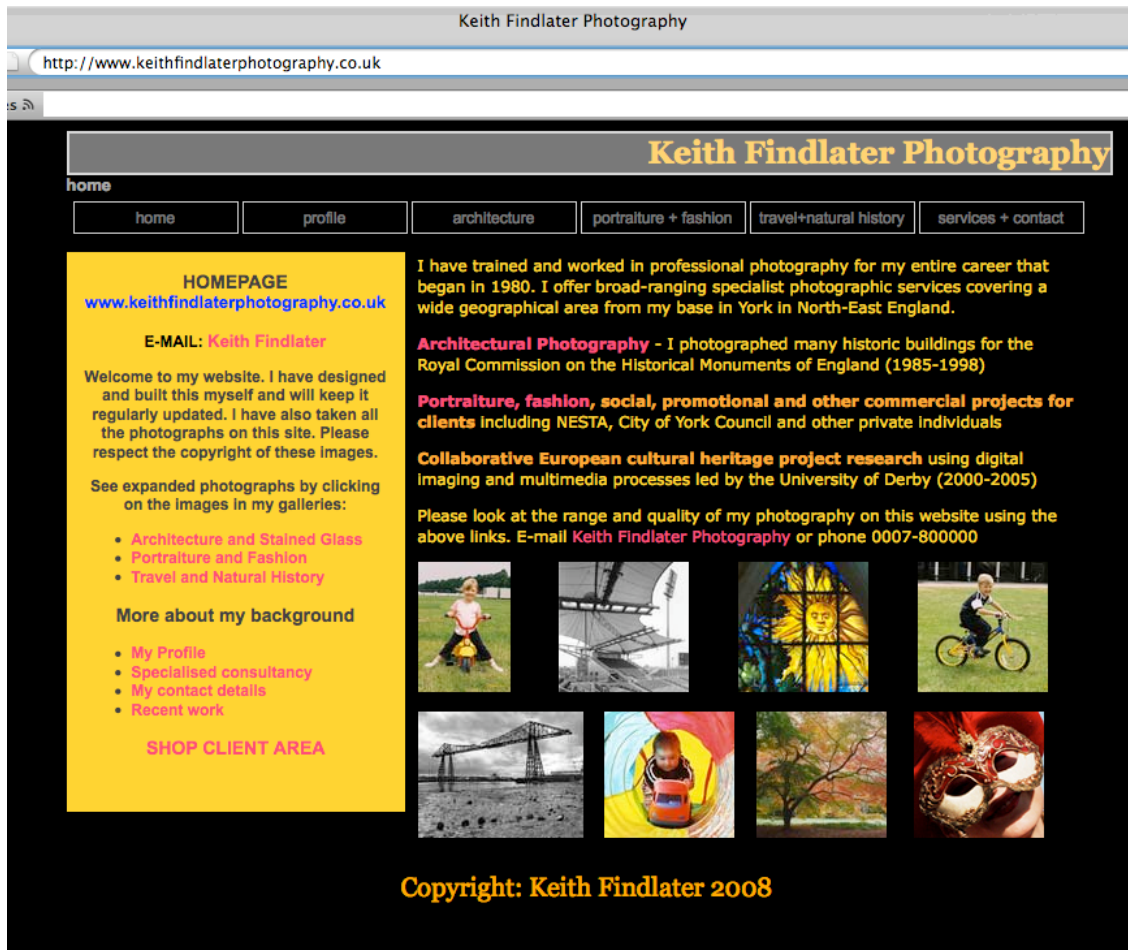 Keith Findlater Photography
http://www.keithfindlaterphotography.co.uk
es
Keith Findlater Photography
home
home profile architecture portraiture + fashion travel+natural history services + contact
HOMEPAGE
www.keithfindlaterphotography.co.uk
E-MAIL: Keith Findlater
Welcome to my website. I have designed
and built this myself and will keep it
regularly updated. I have also taken all
the photographs on this site. Please
respect the copyright of these images.
See expanded photographs by clicking
on the images in my galleries:
• Architecture and Stained Glass
• Portraiture and Fashion
• Travel and Natural History
More about my background
• My Profile
• Specialised consultancy
• My contact details
• Recent work
SHOP CLIENT AREA
I have trained and worked in professional photography for my entire career that
began in 1980. I offer broad-ranging specialist photographic services covering a
wide geographical area from my base in York in North-East England.
Architectural Photography - I photographed many historic buildings for the
Royal Commission on the Historical Monuments of England (1985-1998)
Portraiture, fashion, social, promotional and other commercial projects for
clients including NESTA, City of York Council and other private individuals
Collaborative European cultural heritage project research using digital
imaging and multimedia processes led by the University of Derby (2000-2005)
Please look at the range and quality of my photography on this website using the
above links. E-mail Keith Findlater Photography or phone 0007-800000
Copyright: Keith Findlater 2008